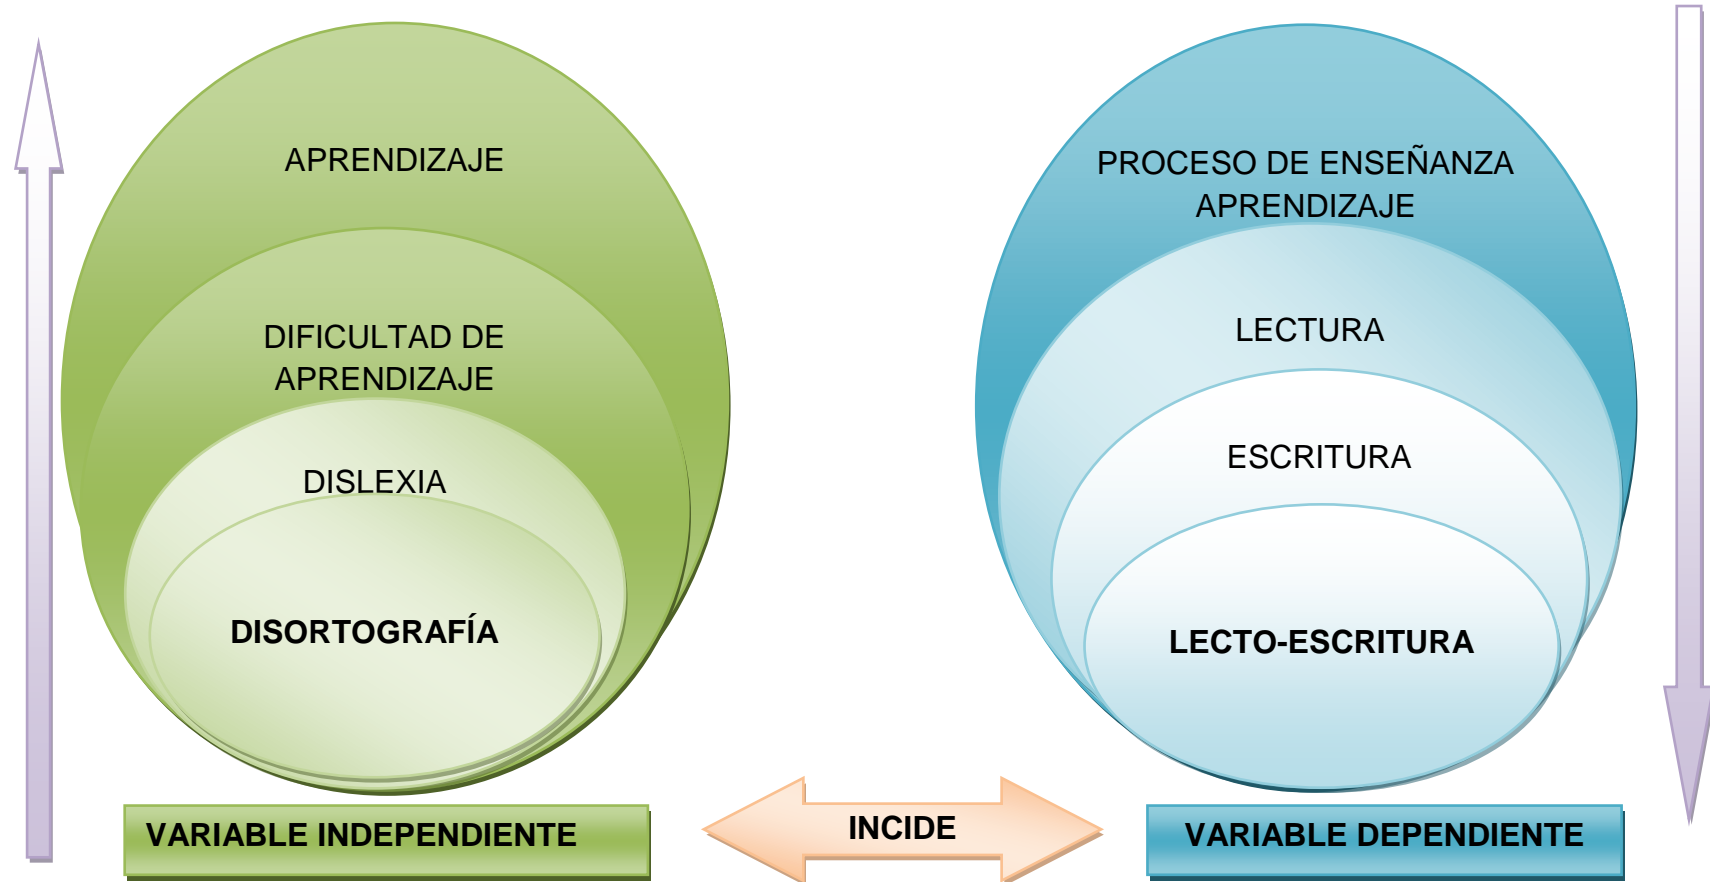 APRENDIZAJE
DIFICULTAD DE
APRENDIZAJE
DISLEXIA
DISORTOGRAFÍA
VARIABLE INDEPENDIENTE
INCIDE
PROCESO DE ENSEÑANZA
APRENDIZAJE
LECTURA
ESCRITURA
LECTO-ESCRITURA
VARIABLE DEPENDIENTE